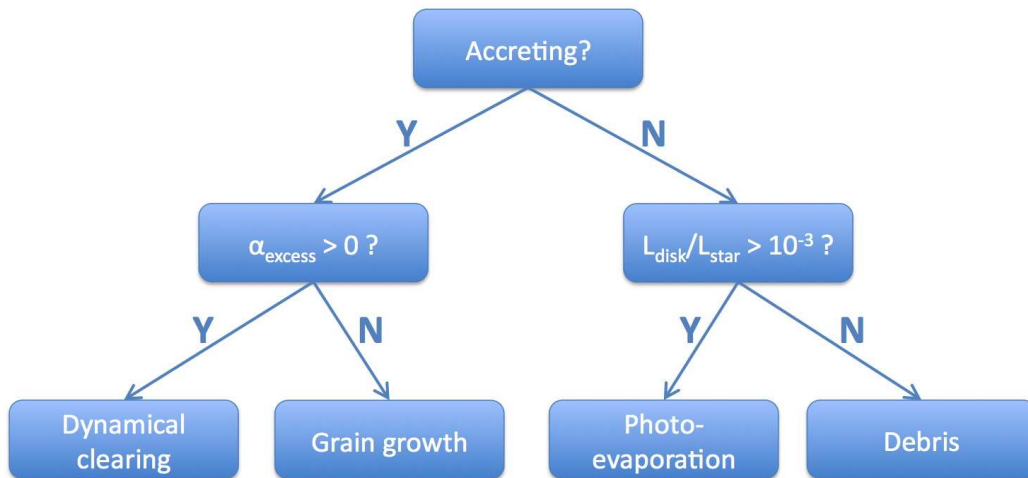 Accreting?
Y
N
α_excess > 0 ?
L_disk/L_star > 10^-3 ?
Y
N
Y
N
Dynamical
clearing
Grain growth
Photo-
evaporation
Debris